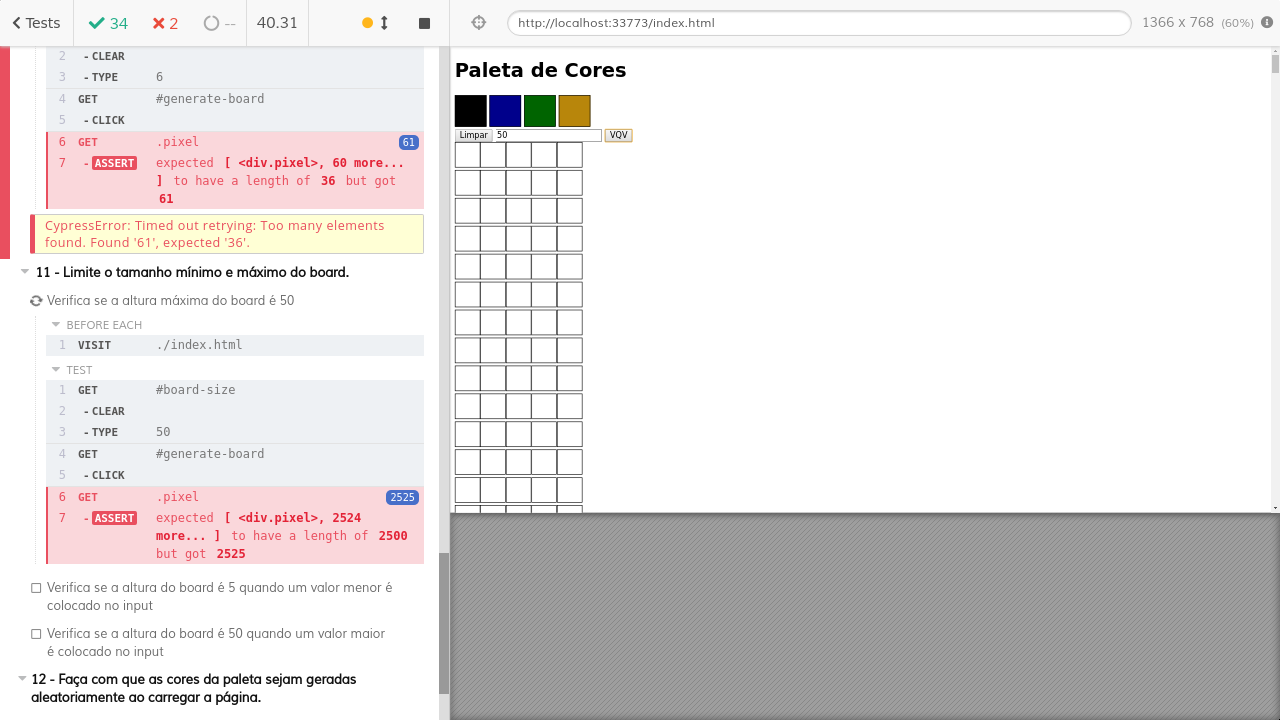 Tests 34 2 -- 40.31
http://localhost:33773/index.html 1366 x 768 (60%)
2 - CLEAR
3 - TYPE 6
4 GET #generate-board
5 - CLICK
6 GET .pixel 61
7 - ASSERT expected [ <div.pixel>, 60 more...
] to have a length of 36 but got
61
CypressError: Timed out retrying: Too many elements
found. Found '61', expected '36'.
11 - Limite o tamanho mínimo e máximo do board.
Verifica se a altura máxima do board é 50
BEFORE EACH
1 VISIT ./index.html
TEST
1 GET #board-size
2 - CLEAR
3 - TYPE 50
4 GET #generate-board
5 - CLICK
6 GET .pixel 2525
7 - ASSERT expected [ <div.pixel>, 2524
more... ] to have a length of 2500
but got 2525
Verifica se a altura do board é 5 quando um valor menor é
colocado no input
Verifica se a altura do board é 50 quando um valor maior
é colocado no input
12 - Faça com que as cores da paleta sejam geradas
aleatoriamente ao carregar a página.
Paleta de Cores
Limpar 50 VQV